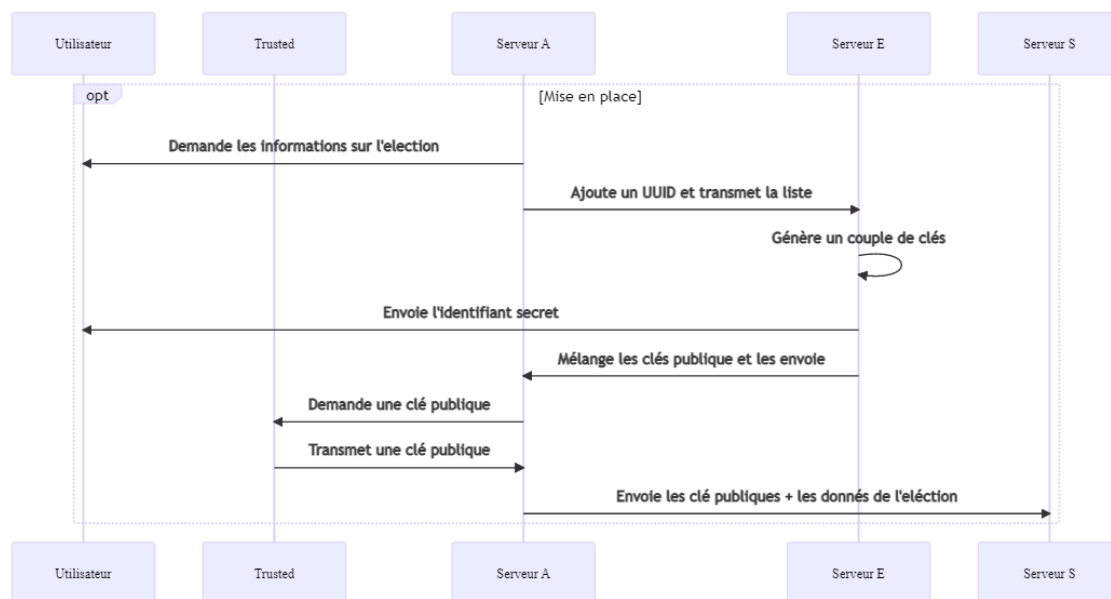 Utilisateur
Trusted
Serveur A
Serveur E
Serveur S
opt
[Mise en place]
Demande les informations sur l'election
Ajoute un UUID et transmet la liste
Génère un couple de clés
Envoie l'identifiant secret
Mélange les clés publique et les envoie
Demande une clé publique
Transmet une clé publique
Envoie les clé publiques + les donnés de l'eléction
Utilisateur
Trusted
Serveur A
Serveur E
Serveur S